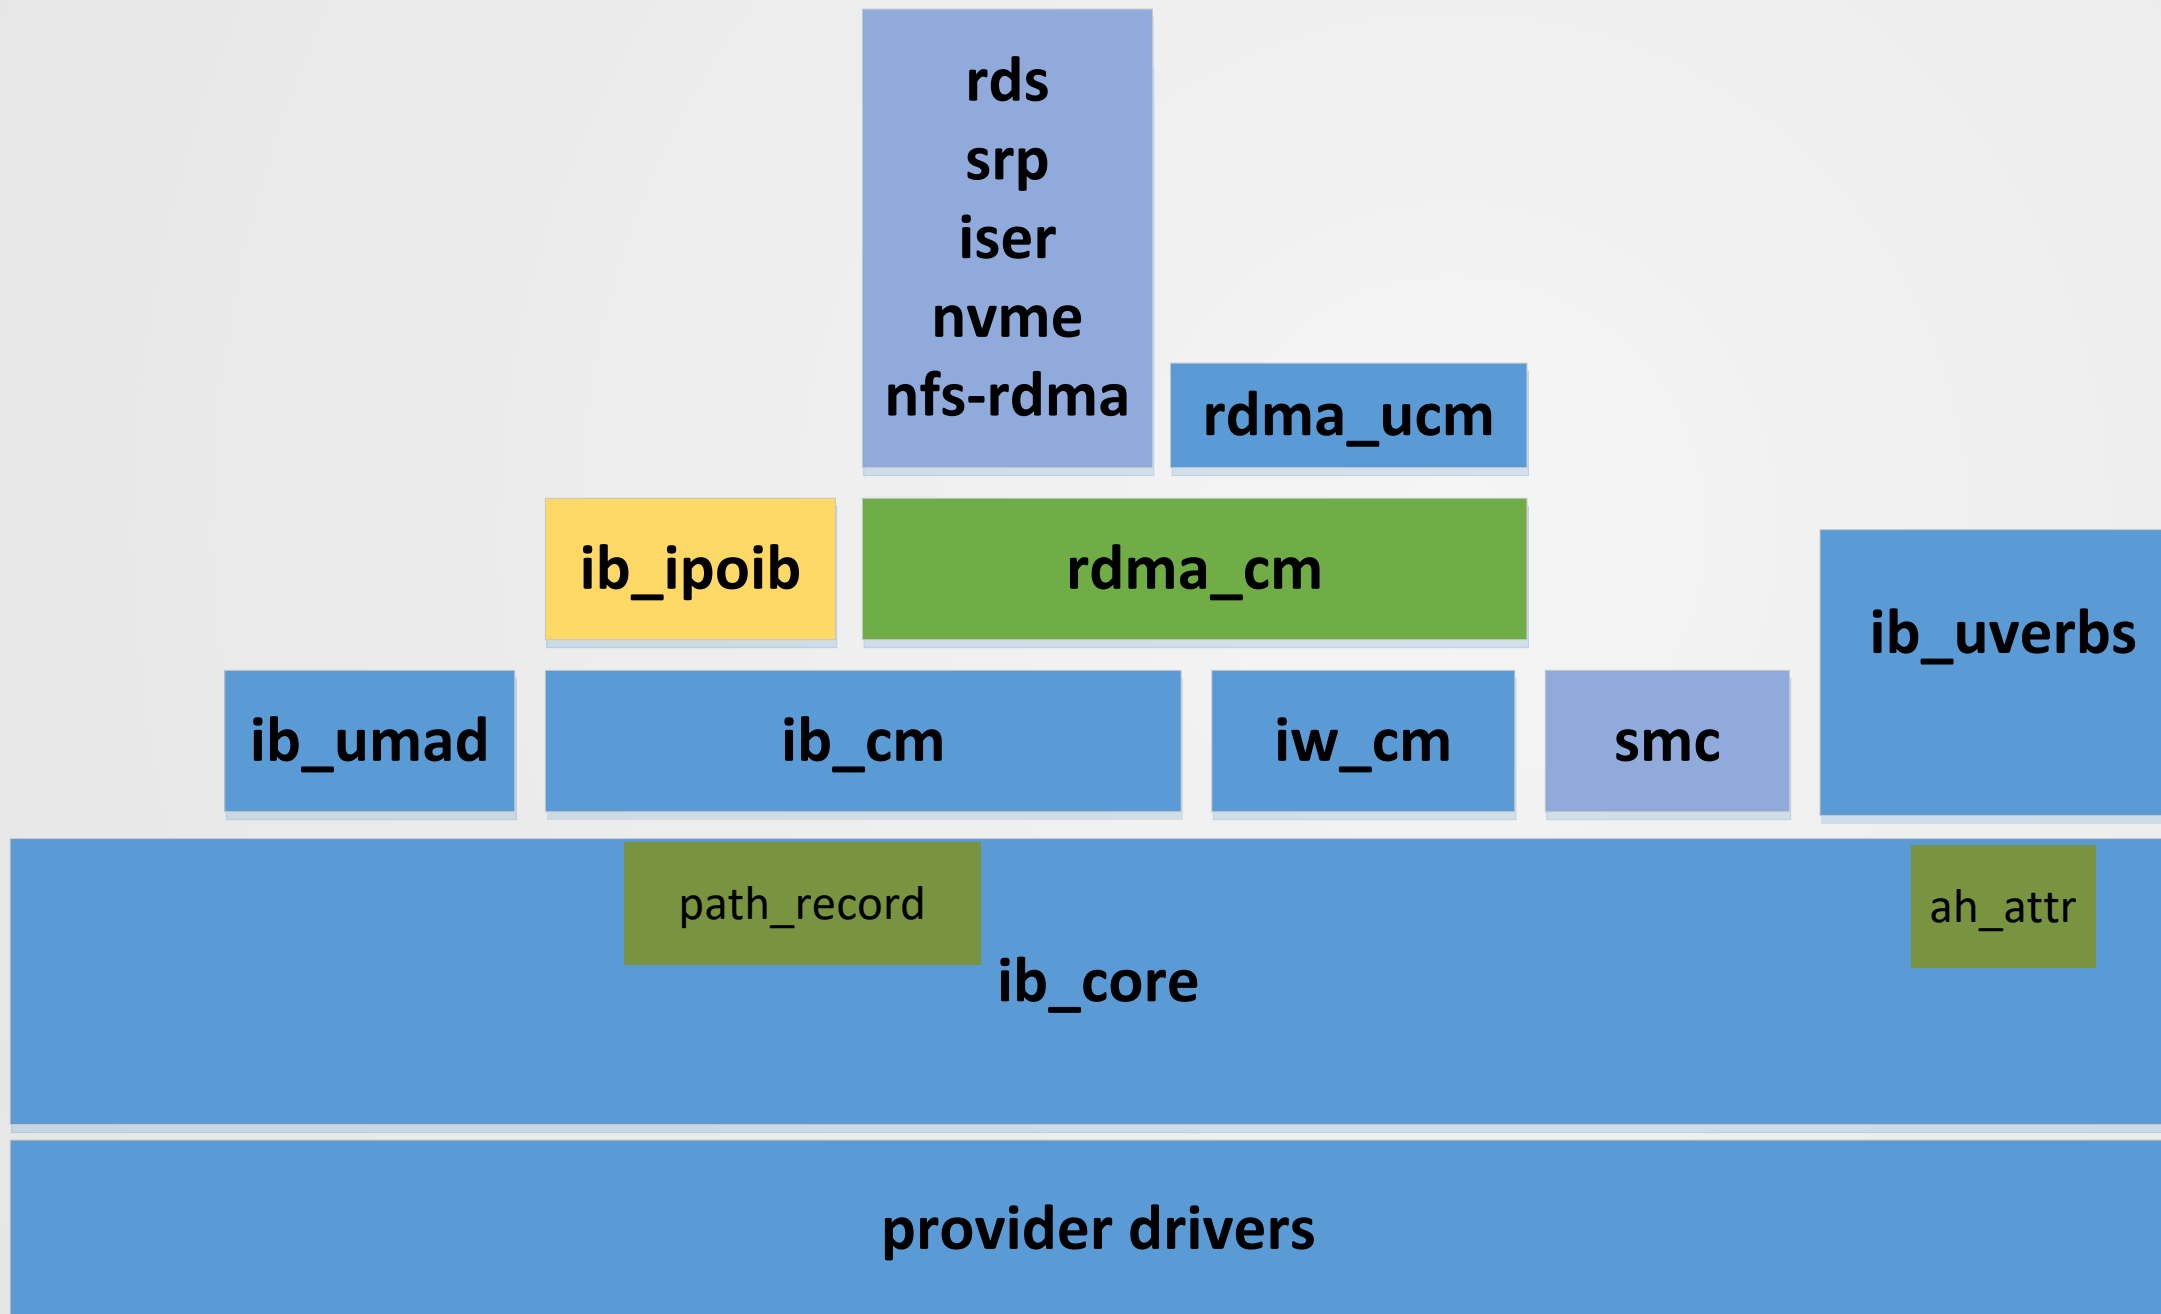 rds
srp
iser
nvme
nfs-rdma
rdma_ucm
ib_ipoib
rdma_cm
ib_uverbs
ib_umad
ib_cm
iw_cm
smc
path_record
ah_attr
ib_core
provider drivers